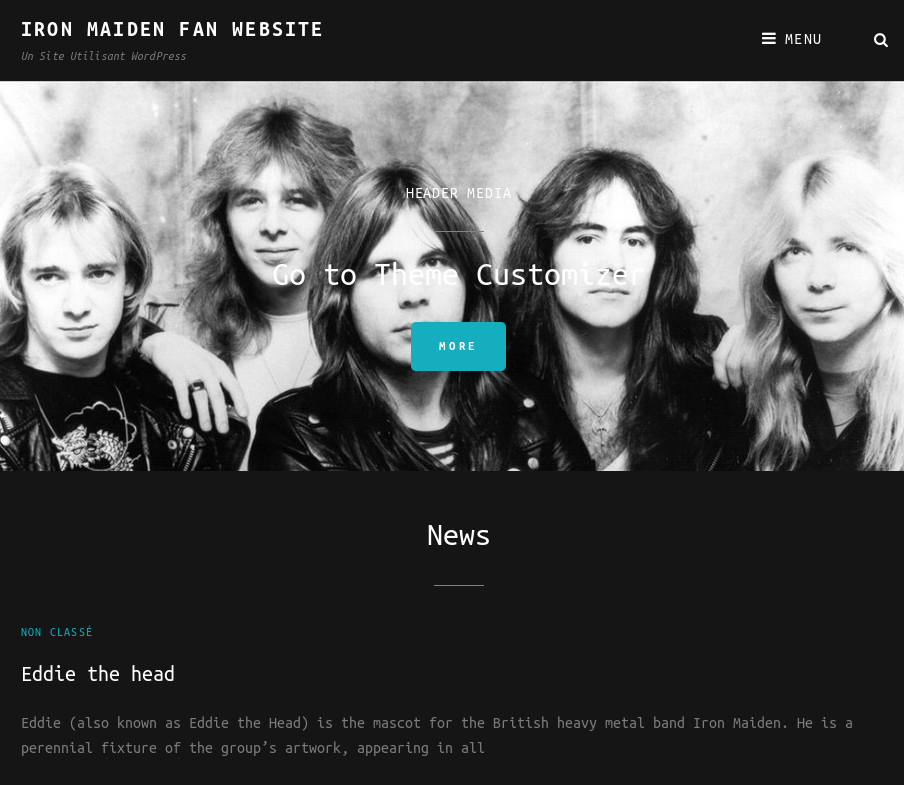 IRON MAIDEN FAN WEBSITE
Un Site Utilisant WordPress
MENU
HEADER MEDIA
Go to Theme Customizer
MORE
News
NON CLASSÉ
Eddie the head
Eddie (also known as Eddie the Head) is the mascot for the British heavy metal band Iron Maiden. He is a
perennial fixture of the group’s artwork, appearing in all